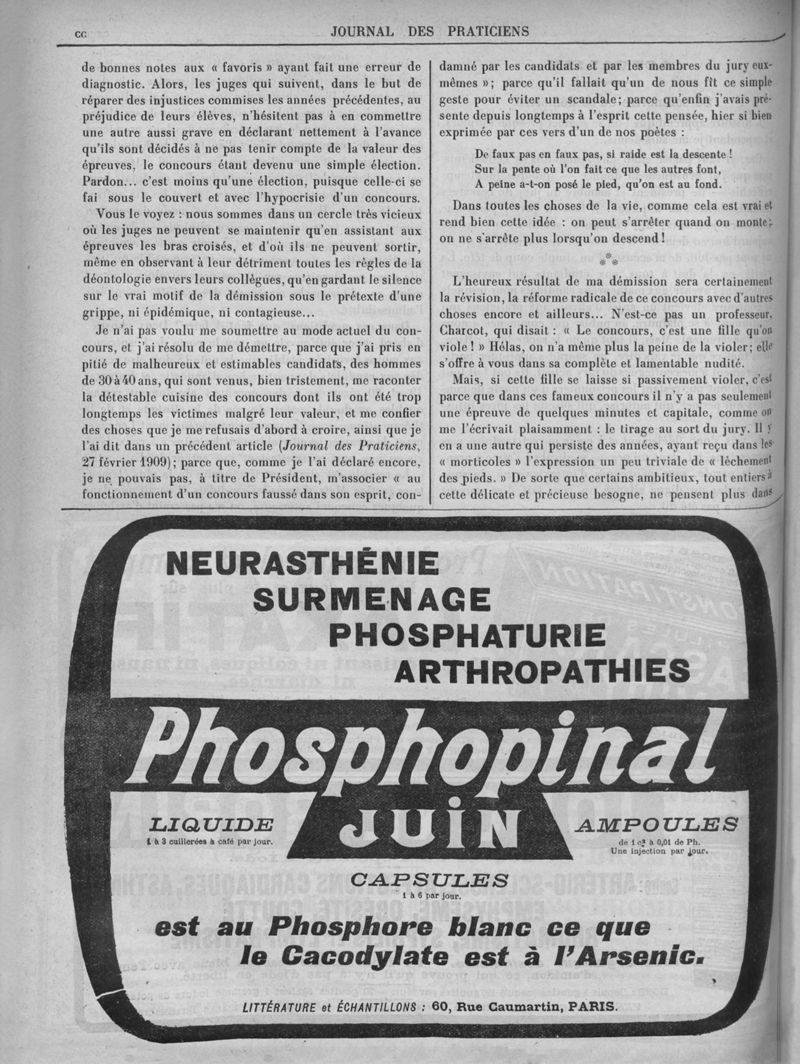 cc
JOURNAL DES PRATICIENS
de bonnes notes aux « favoris » ayant fait une erreur de
diagnostic. Alors, les juges qui suivent, dans le but de
réparer des injustices commises les années précédentes, au
préjudice de leurs élèves, n'hésitent pas à en commettre
une autre aussi grave en déclarant nettement à l'avance
qu'ils sont décidés à ne pas tenir compte de la valeur des
épreuves, le concours étant devenu une simple élection.
Pardon... c'est moins qu'une élection, puisque celle-ci se
fai sous le couvert et avec l'hypocrisie d'un concours.
Vous le voyez : nous sommes dans un cercle très vicieux
où les juges ne peuvent se maintenir qu'en assistant aux
épreuves les bras croisés, et d'où ils ne peuvent sortir,
même en observant à leur détriment toutes les règles de la
déontologie envers leurs collègues, qu'en gardant le silence
sur le vrai motif de la démission sous le prétexte d'une
grippe, ni épidémique, ni contagieuse...
Je n'ai pas voulu me soumettre au mode actuel du con-
cours, et j'ai résolu de me démettre, parce que j'ai pris en
pitié de malheureux et estimables candidats, des hommes
de 30 à 40 ans, qui sont venus, bien tristement, me raconter
la détestable cuisine des concours dont ils ont été trop
longtemps les victimes malgré leur valeur, et me confier
des choses que je me refusais d'abord à croire, ainsi que je
l'ai dit dans un précédent article (Journal des Praticiens,
27 février 1909) ; parce que, comme je l'ai déclaré encore,
je ne pouvais pas, à titre de Président, m'associer « au
fonctionnement d'un concours faussé dans son esprit, con-
damné par les candidats et par les membres du jury eux-
mêmes » ; parce qu'il fallait qu'un de nous fît ce simple
geste pour éviter un scandale ; parce qu'enfin j'avais pré-
sente depuis longtemps à l'esprit cette pensée, hier si bien
exprimée par ces vers d'un de nos poètes :
De faux pas en faux pas, si raide est la descente !
Sur la pente où l'on fait ce que les autres font,
A peine a-t-on posé le pied, qu'on est au fond.
Dans toutes les choses de la vie, comme cela est vrai et
rend bien cette idée : on peut s'arrêter quand on monte ;
on ne s'arrête plus lorsqu'on descend !
***
L'heureux résultat de ma démission sera certainement
la révision, la réforme radicale de ce concours avec d'autres
choses encore et ailleurs... N'est-ce pas un professeur,
Charcot, qui disait : « Le concours, c'est une fille qu'on
viole ! » Hélas, on n'a même plus la peine de la violer ; elle
s'offre à vous dans sa complète et lamentable nudité.
Mais, si cette fille se laisse si passivement violer, c'est
parce que dans ces fameux concours il n'y a pas seulement
une épreuve de quelques minutes et capitale, comme on
me l'écrivait plaisamment : le tirage au sort du jury. Il y
en a une autre qui persiste des années, ayant reçu dans les
« morticoles » l'expression un peu triviale de « lèchement
des pieds. » De sorte que certains ambitieux, tout entiers à
cette délicate et précieuse besogne, ne pensent plus dans
NEURASTHÉNIE
SURMENAGE
PHOSPHATURIE
ARTHROPATHIES
Phosphopinal
JUIN
LIQUIDE
1 à 3 cuillerées à café par jour.
AMPOULES
de 1 c³ à 0,01 de Ph.
Une injection par jour.
CAPSULES
1 à 6 par jour.
est au Phosphore blanc ce que
le Cacodylate est à l'Arsenic.
LITTÉRATURE et ÉCHANTILLONS : 60, Rue Caumartin, PARIS.